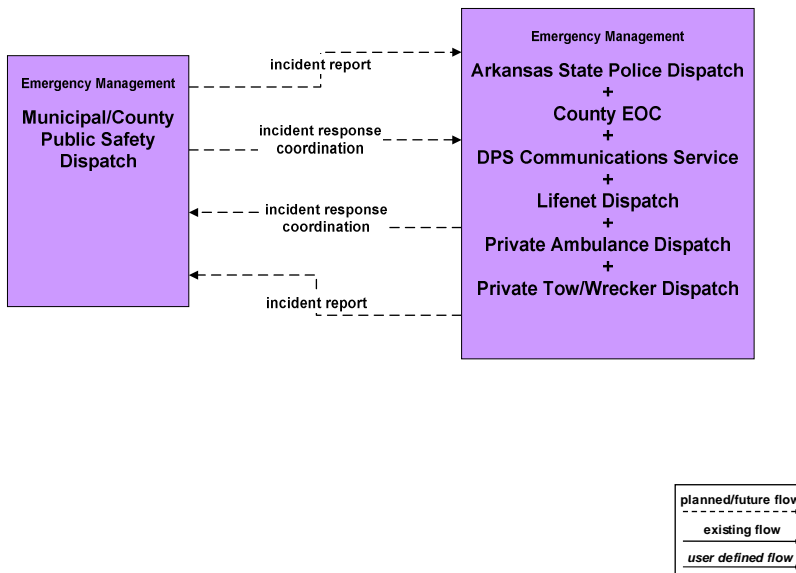 Emergency Management
Municipal/County
Public Safety
Dispatch
incident report
incident response
coordination
incident response
coordination
incident report
Emergency Management
Arkansas State Police Dispatch
+
County EOC
+
DPS Communications Service
+
Lifenet Dispatch
+
Private Ambulance Dispatch
+
Private Tow/Wrecker Dispatch
planned/future flow
existing flow
user defined flow